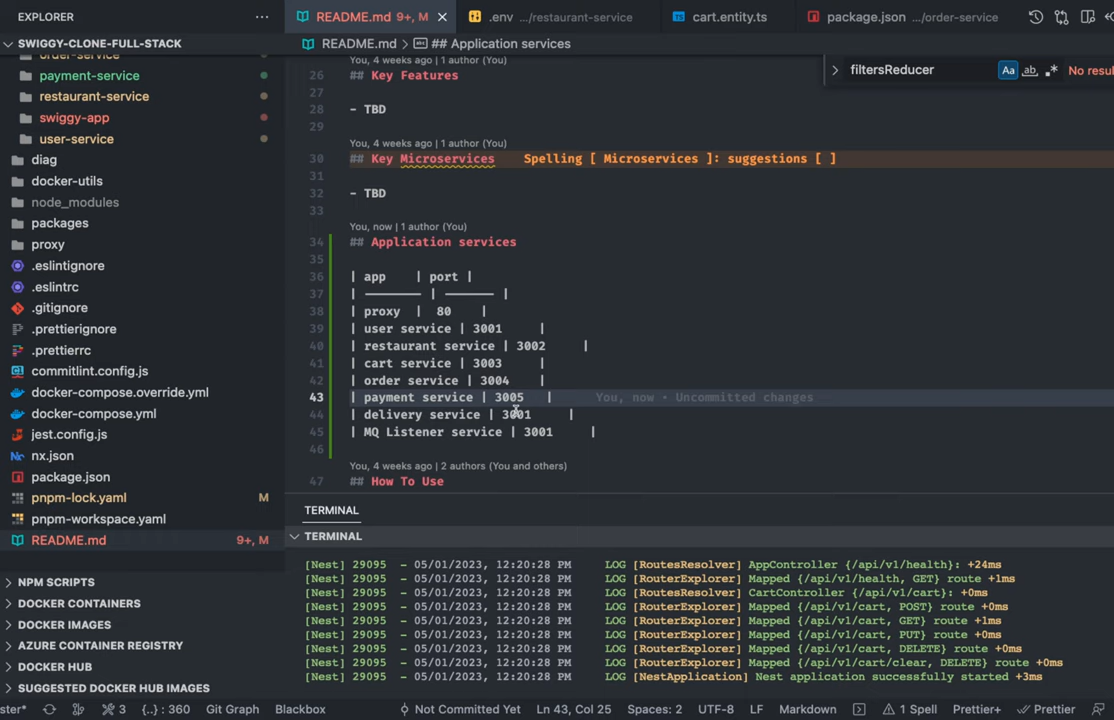 EXPLORER
...
README.md 9+, M
.env .../restaurant-service
cart.entity.ts
package.json .../order-service
SWIGGY-CLONE-FULL-STACK
README.md > ## Application services
filtersReducer
Aa
ab
.*
No resul
order-service
payment-service
restaurant-service
swiggy-app
user-service
diag
docker-utils
node_modules
packages
proxy
.eslintignore
.eslintrc
.gitignore
.prettierignore
.prettierrc
commitlint.config.js
docker-compose.override.yml
docker-compose.yml
jest.config.js
nx.json
package.json
pnpm-lock.yaml M
pnpm-workspace.yaml
README.md 9+, M
NPM SCRIPTS
DOCKER CONTAINERS
DOCKER IMAGES
AZURE CONTAINER REGISTRY
DOCKER HUB
SUGGESTED DOCKER HUB IMAGES
You, 4 weeks ago | 1 author (You)
26 ## Key Features
27
28 - TBD
29
You, 4 weeks ago | 1 author (You)
30 ## Key Microservices Spelling [ Microservices ]: suggestions [ ]
31
32 - TBD
33
You, now | 1 author (You)
34 ## Application services
35
36 | app | port |
37 | ———————— | ——————— |
38 | proxy | 80 |
39 | user service | 3001 |
40 | restaurant service | 3002 |
41 | cart service | 3003 |
42 | order service | 3004 |
43 | payment service | 3005 | You, now • Uncommitted changes
44 | delivery service | 3001 |
45 | MQ Listener service | 3001 |
46
You, 4 weeks ago | 2 authors (You and others)
47 ## How To Use
TERMINAL
TERMINAL
[Nest] 29095 - 05/01/2023, 12:20:28 PM LOG [RoutesResolver] AppController {/api/v1/health}: +24ms
[Nest] 29095 - 05/01/2023, 12:20:28 PM LOG [RouterExplorer] Mapped {/api/v1/health, GET} route +1ms
[Nest] 29095 - 05/01/2023, 12:20:28 PM LOG [RoutesResolver] CartController {/api/v1/cart}: +0ms
[Nest] 29095 - 05/01/2023, 12:20:28 PM LOG [RouterExplorer] Mapped {/api/v1/cart, POST} route +0ms
[Nest] 29095 - 05/01/2023, 12:20:28 PM LOG [RouterExplorer] Mapped {/api/v1/cart, GET} route +1ms
[Nest] 29095 - 05/01/2023, 12:20:28 PM LOG [RouterExplorer] Mapped {/api/v1/cart, PUT} route +0ms
[Nest] 29095 - 05/01/2023, 12:20:28 PM LOG [RouterExplorer] Mapped {/api/v1/cart, DELETE} route +0ms
[Nest] 29095 - 05/01/2023, 12:20:28 PM LOG [RouterExplorer] Mapped {/api/v1/cart/clear, DELETE} route +0ms
[Nest] 29095 - 05/01/2023, 12:20:28 PM LOG [NestApplication] Nest application successfully started +3ms
ster* 3 {..} : 360 Git Graph Blackbox Not Committed Yet Ln 43, Col 25 Spaces: 2 UTF-8 LF Markdown 1 Spell Prettier+ Prettier